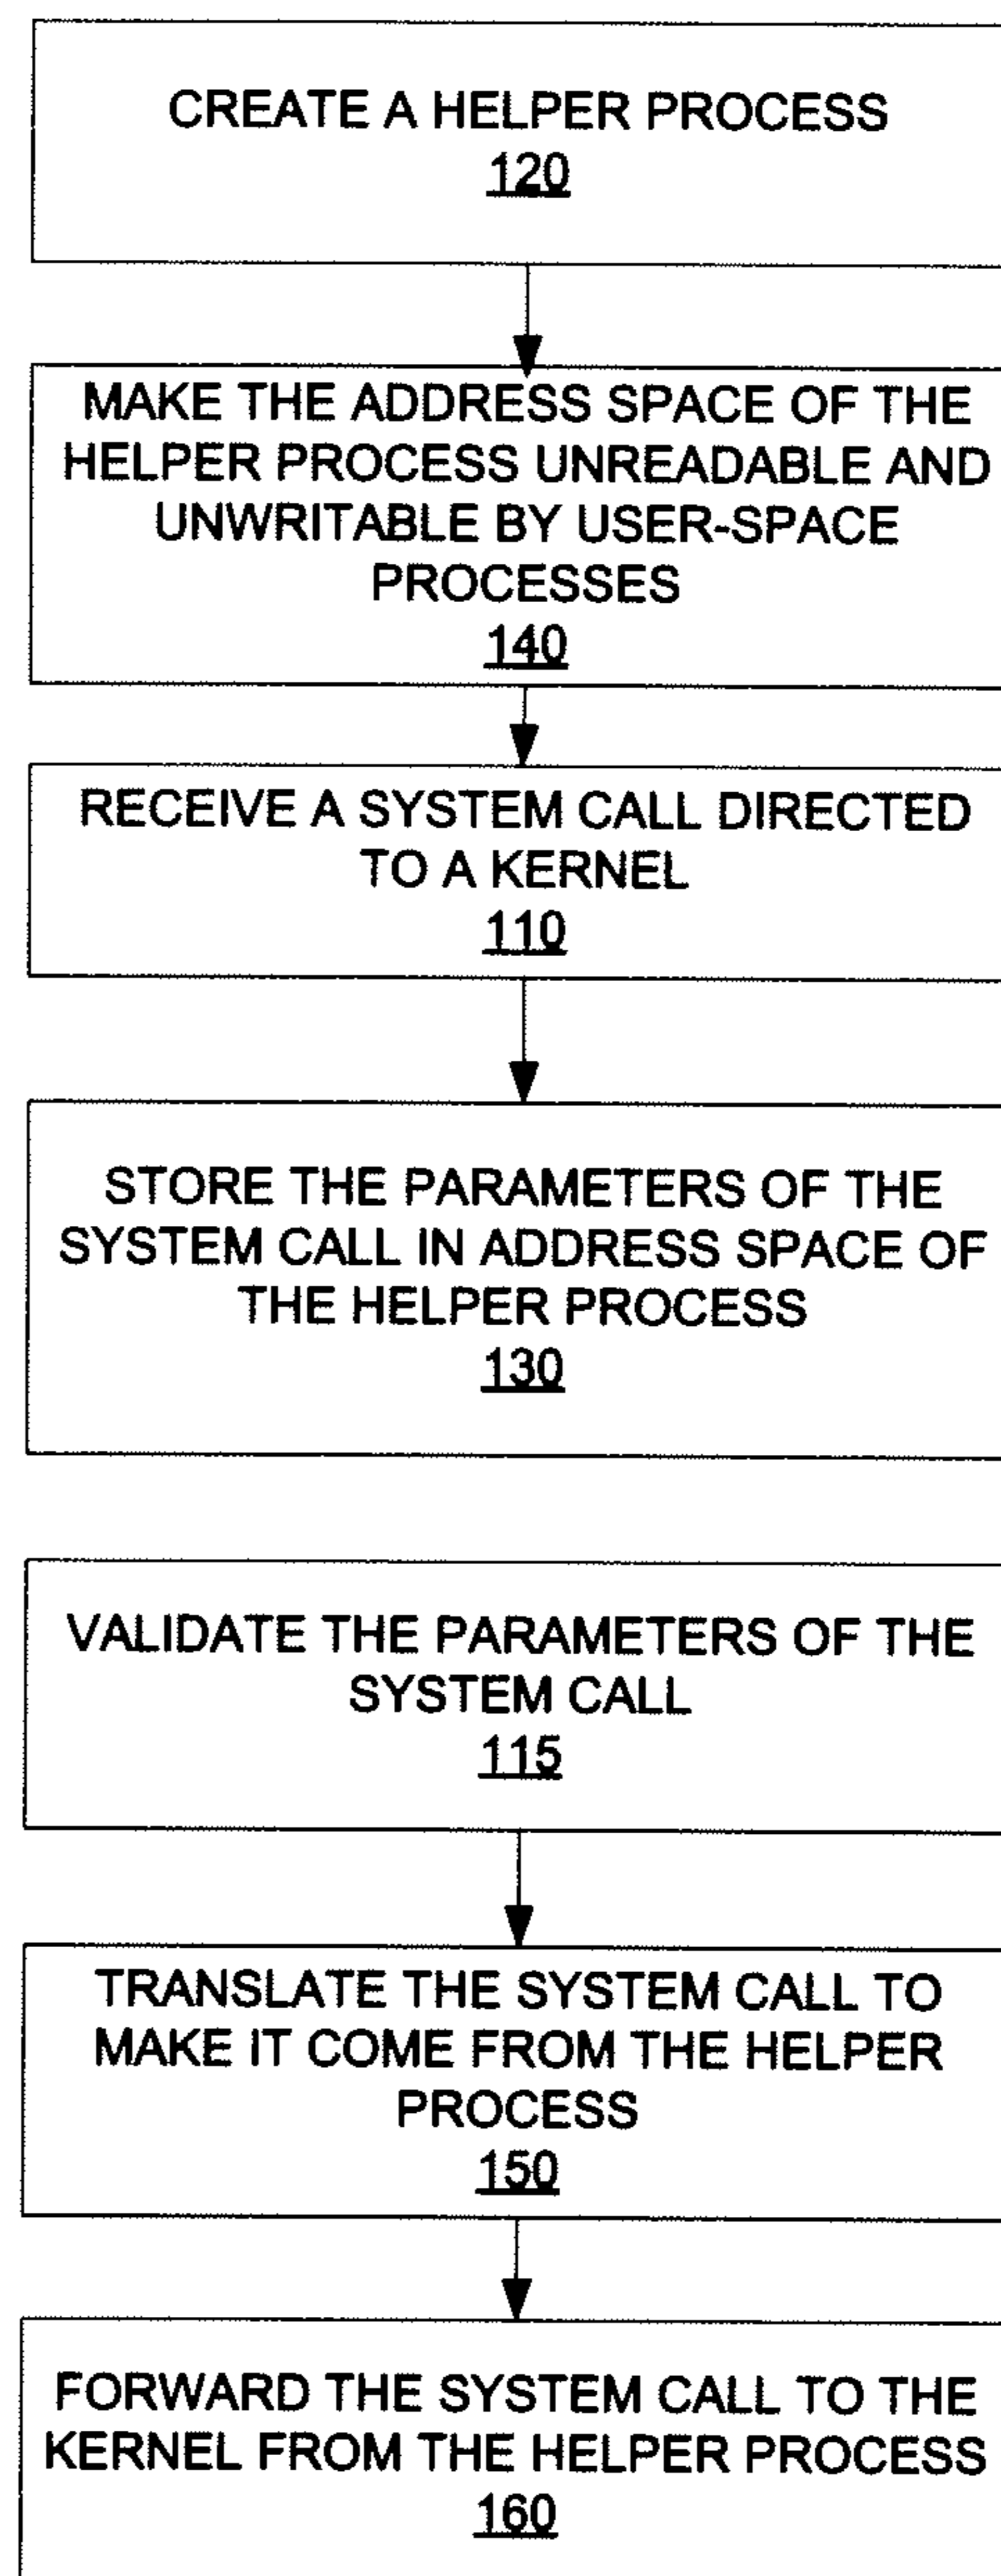 CREATE A HELPER PROCESS
120
MAKE THE ADDRESS SPACE OF THE
HELPER PROCESS UNREADABLE AND
UNWRITABLE BY USER-SPACE
PROCESSES
140
RECEIVE A SYSTEM CALL DIRECTED
TO A KERNEL
110
STORE THE PARAMETERS OF THE
SYSTEM CALL IN ADDRESS SPACE OF
THE HELPER PROCESS
130
VALIDATE THE PARAMETERS OF THE
SYSTEM CALL
115
TRANSLATE THE SYSTEM CALL TO
MAKE IT COME FROM THE HELPER
PROCESS
150
FORWARD THE SYSTEM CALL TO THE
KERNEL FROM THE HELPER PROCESS
160